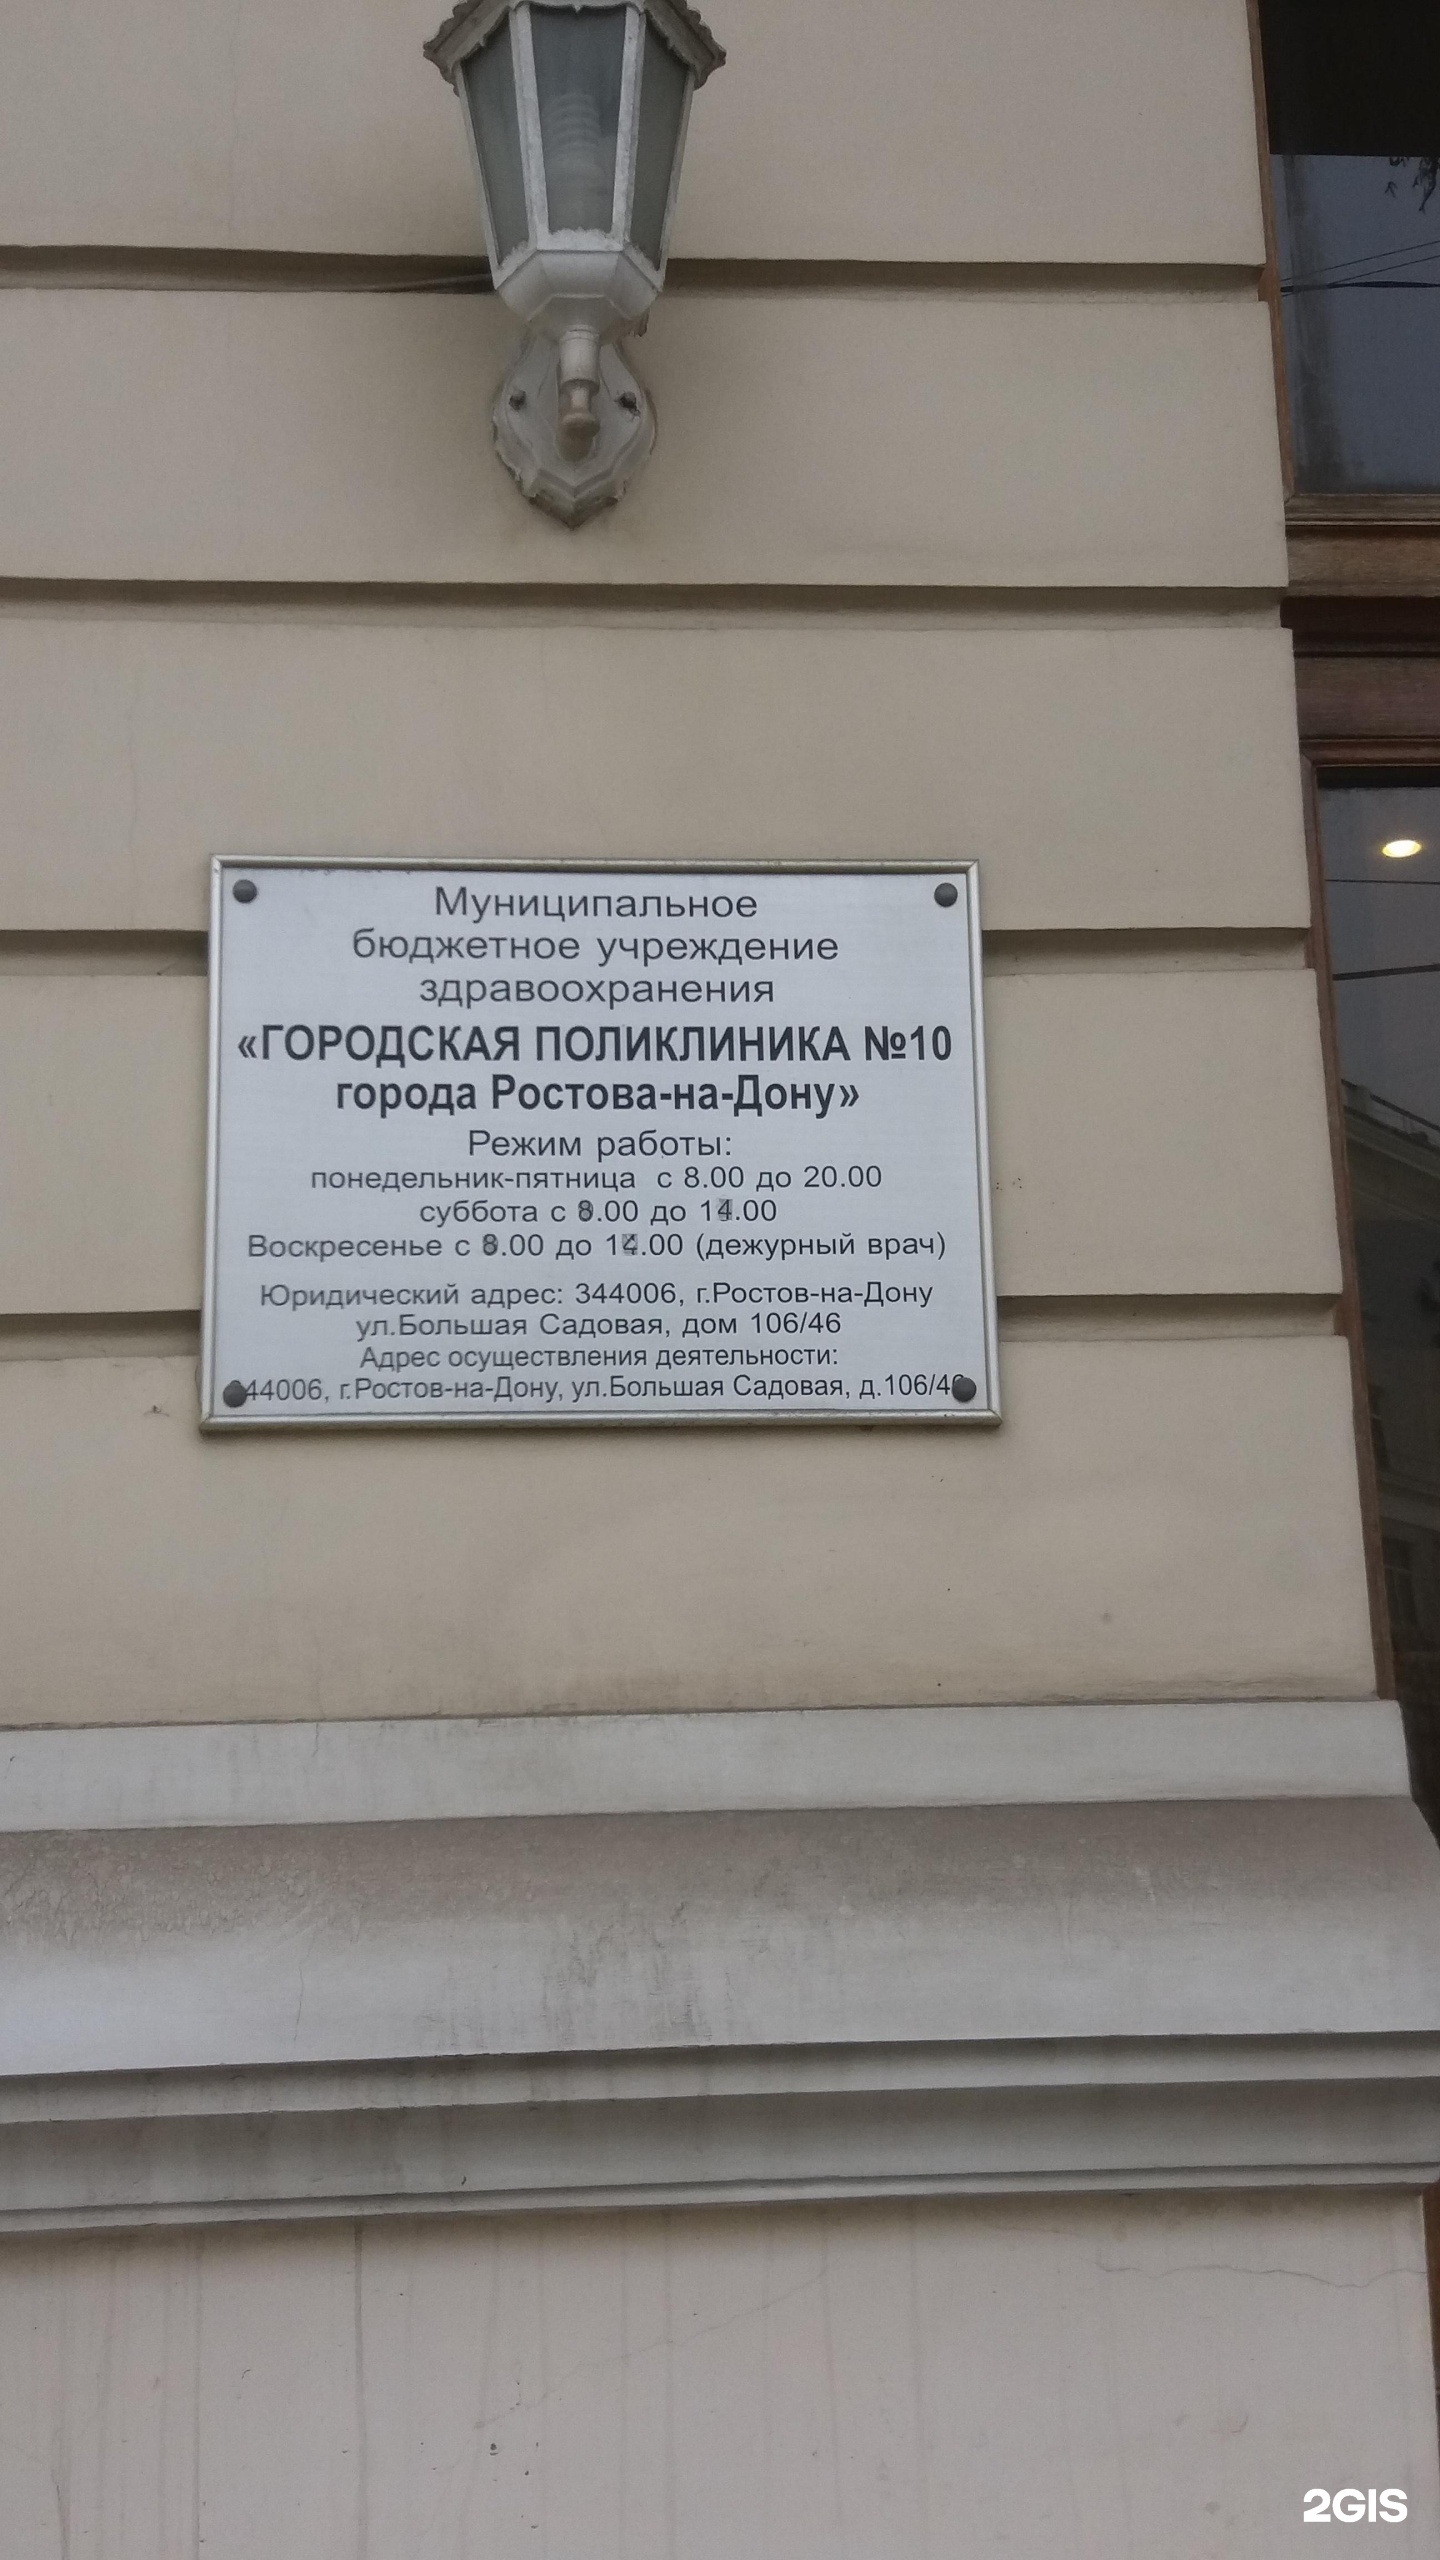 Муниципальное
бюджетное учреждение
здравоохранения
«ГОРОДСКАЯ ПОЛИКЛИНИКА №10
города Ростова-на-Дону»
Режим работы:
понедельник-пятница с 8.00 до 20.00
суббота с 8.00 до 14.00
Воскресенье с 8.00 до 14.00 (дежурный врач)
Юридический адрес: 344006, г.Ростов-на-Дону
ул.Большая Садовая, дом 106/46
Адрес осуществления деятельности:
344006, г.Ростов-на-Дону, ул.Большая Садовая, д.106/46
2GIS